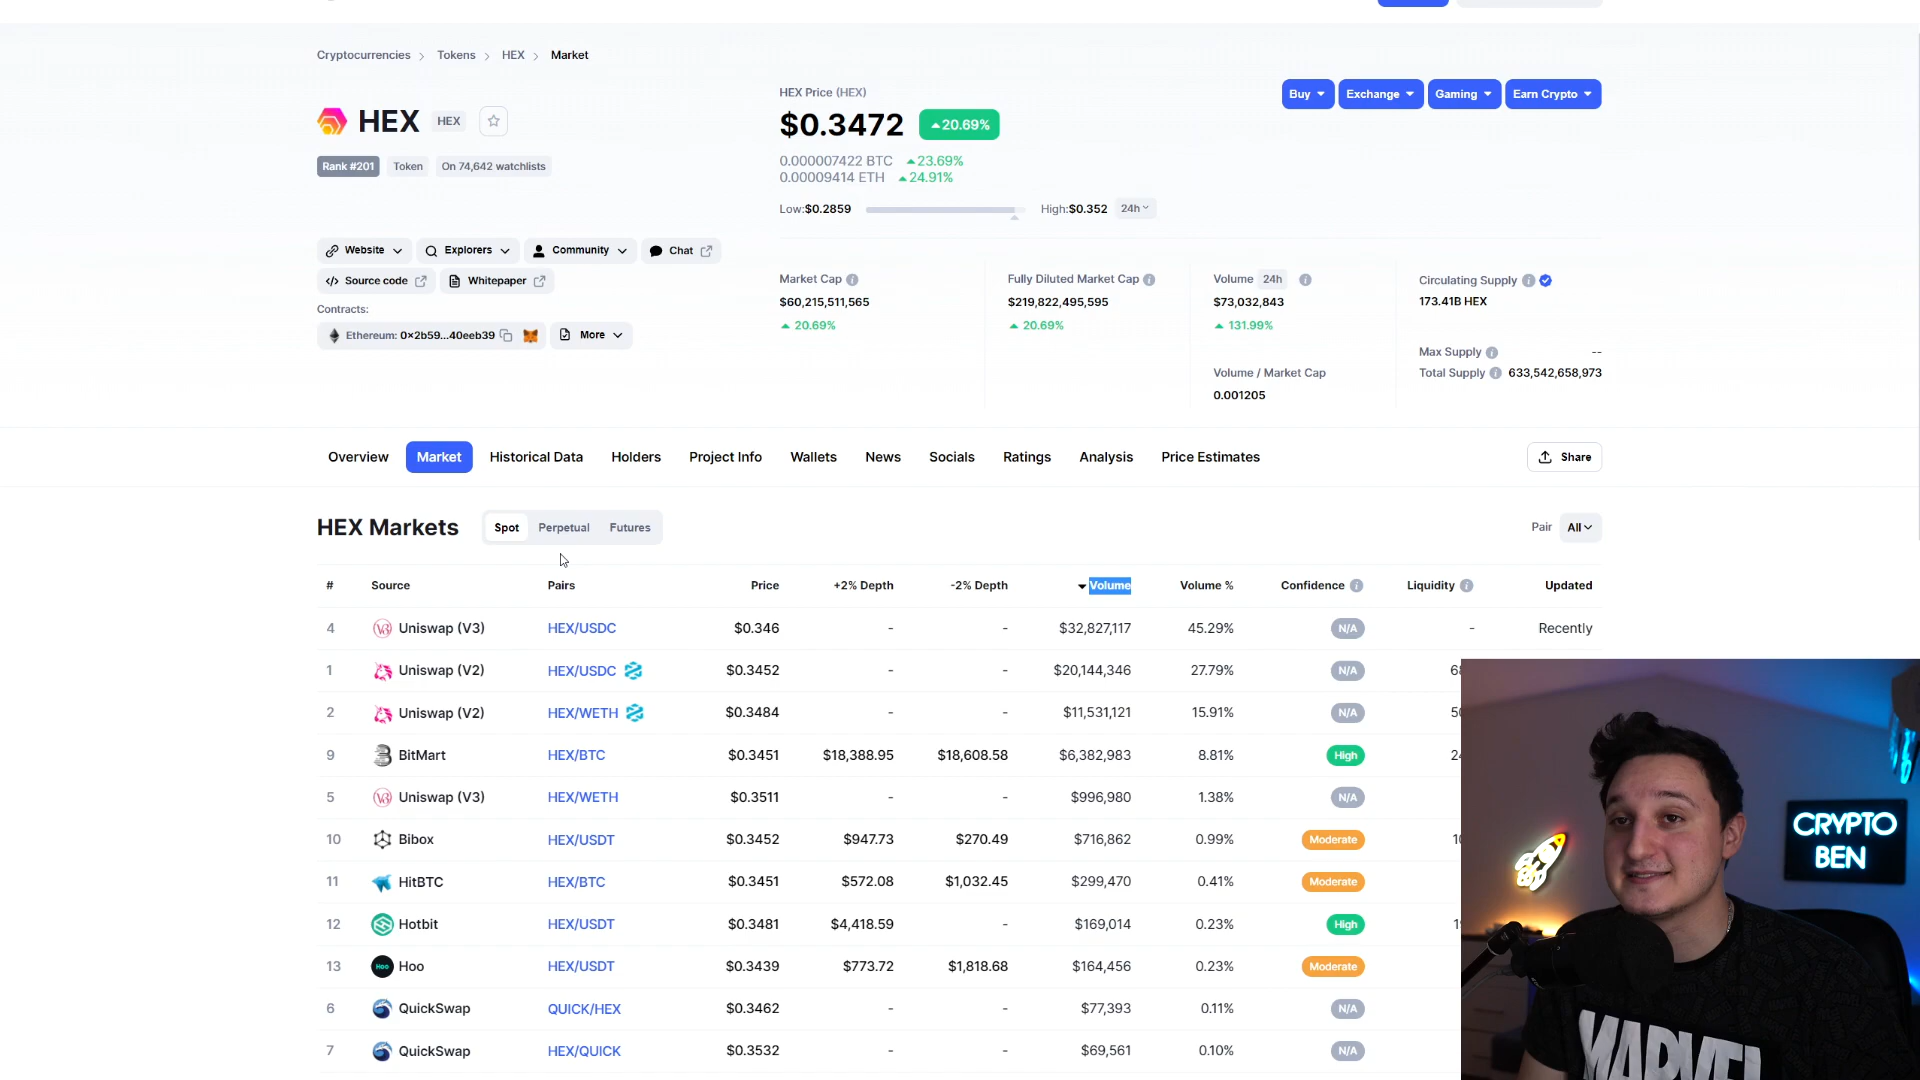 Cryptocurrencies > Tokens > HEX > Market
HEX HEX
Rank #201 Token On 74,642 watchlists
Website Explorers Community Chat
Source code Whitepaper
Contracts:
Ethereum: 0x2b59...40eeb39 More
HEX Price (HEX)
$0.3472 20.69%
0.000007422 BTC 23.69%
0.00009414 ETH 24.91%
Low:$0.2859 High:$0.352 24h
Buy Exchange Gaming Earn Crypto
Market Cap
$60,215,511,565
20.69%
Fully Diluted Market Cap
$219,822,495,595
20.69%
Volume 24h
$73,032,843
131.99%
Volume / Market Cap
0.001205
Circulating Supply
173.41B HEX
Max Supply --
Total Supply 633,542,658,973
Overview Market Historical Data Holders Project Info Wallets News Socials Ratings Analysis Price Estimates Share
HEX Markets Spot Perpetual Futures Pair All
# Source Pairs Price +2% Depth -2% Depth Volume Volume % Confidence Liquidity Updated
4 Uniswap (V3) HEX/USDC $0.346 - - $32,827,117 45.29% N/A - Recently
1 Uniswap (V2) HEX/USDC $0.3452 - - $20,144,346 27.79% N/A
2 Uniswap (V2) HEX/WETH $0.3484 - - $11,531,121 15.91% N/A
9 BitMart HEX/BTC $0.3451 $18,388.95 $18,608.58 $6,382,983 8.81% High
5 Uniswap (V3) HEX/WETH $0.3511 - - $996,980 1.38% N/A
10 Bibox HEX/USDT $0.3452 $947.73 $270.49 $716,862 0.99% Moderate
11 HitBTC HEX/BTC $0.3451 $572.08 $1,032.45 $299,470 0.41% Moderate
12 Hotbit HEX/USDT $0.3481 $4,418.59 - $169,014 0.23% High
13 Hoo HEX/USDT $0.3439 $773.72 $1,818.68 $164,456 0.23% Moderate
6 QuickSwap QUICK/HEX $0.3462 - - $77,393 0.11% N/A
7 QuickSwap HEX/QUICK $0.3532 - - $69,561 0.10% N/A
CRYPTO
BEN
MARVEL